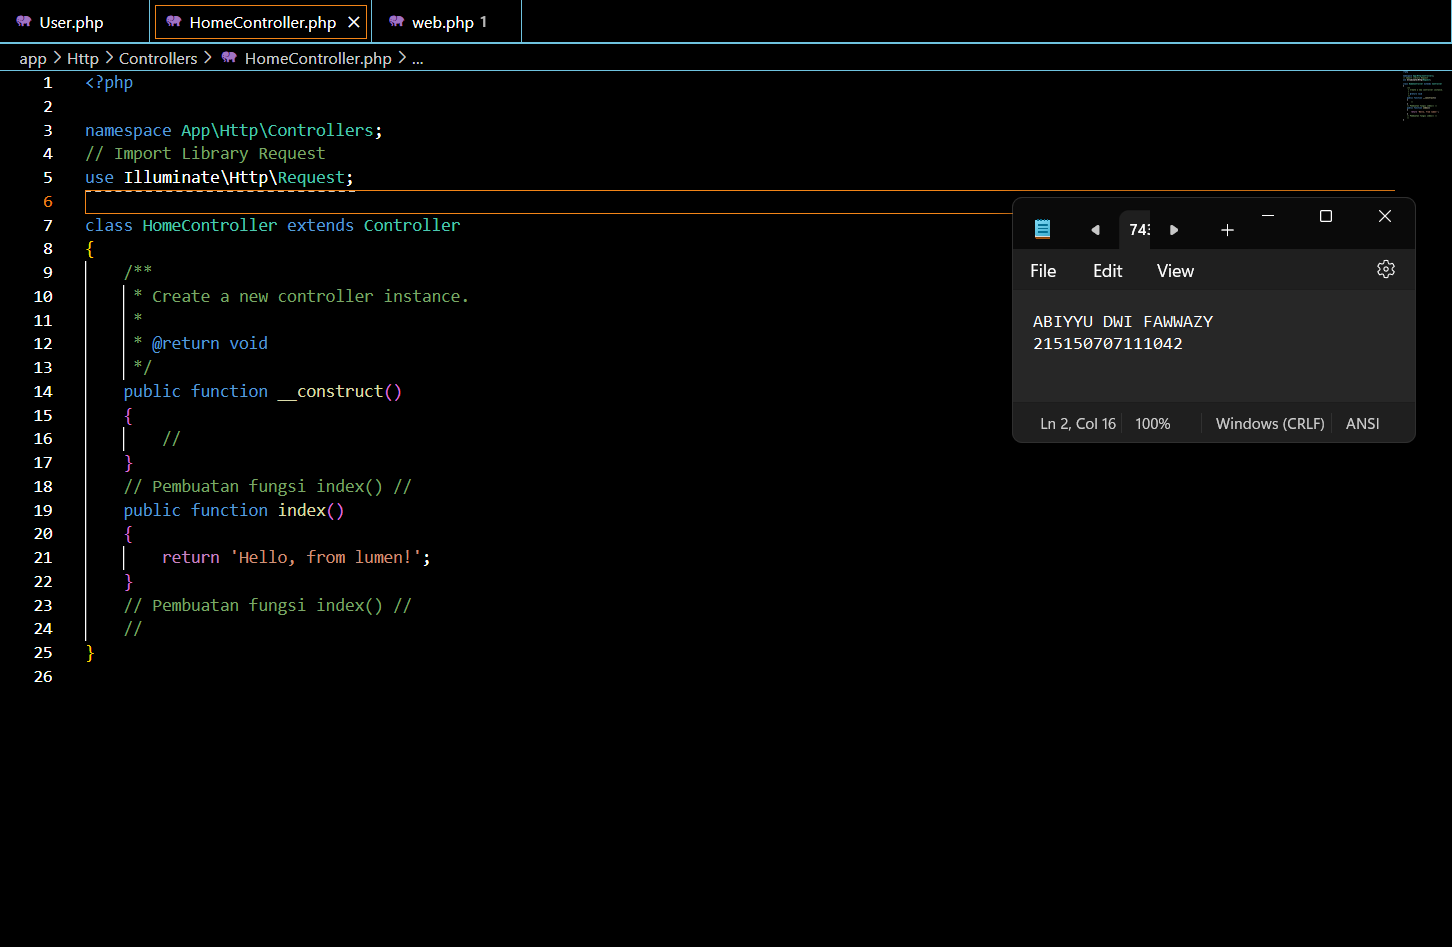 User.php HomeController.php web.php 1
app > Http > Controllers > HomeController.php > ...
1 <?php
2
3 namespace App\Http\Controllers;
4 // Import Library Request
5 use Illuminate\Http\Request;
6
7 class HomeController extends Controller
8 {
9     /**
10      * Create a new controller instance.
11      *
12      * @return void
13      */
14     public function __construct()
15     {
16         //
17     }
18     // Pembuatan fungsi index() //
19     public function index()
20     {
21         return 'Hello, from lumen!';
22     }
23     // Pembuatan fungsi index() //
24     //
25 }
26
File Edit View
ABIYYU DWI FAWWAZY
215150707111042
Ln 2, Col 16 100% Windows (CRLF) ANSI